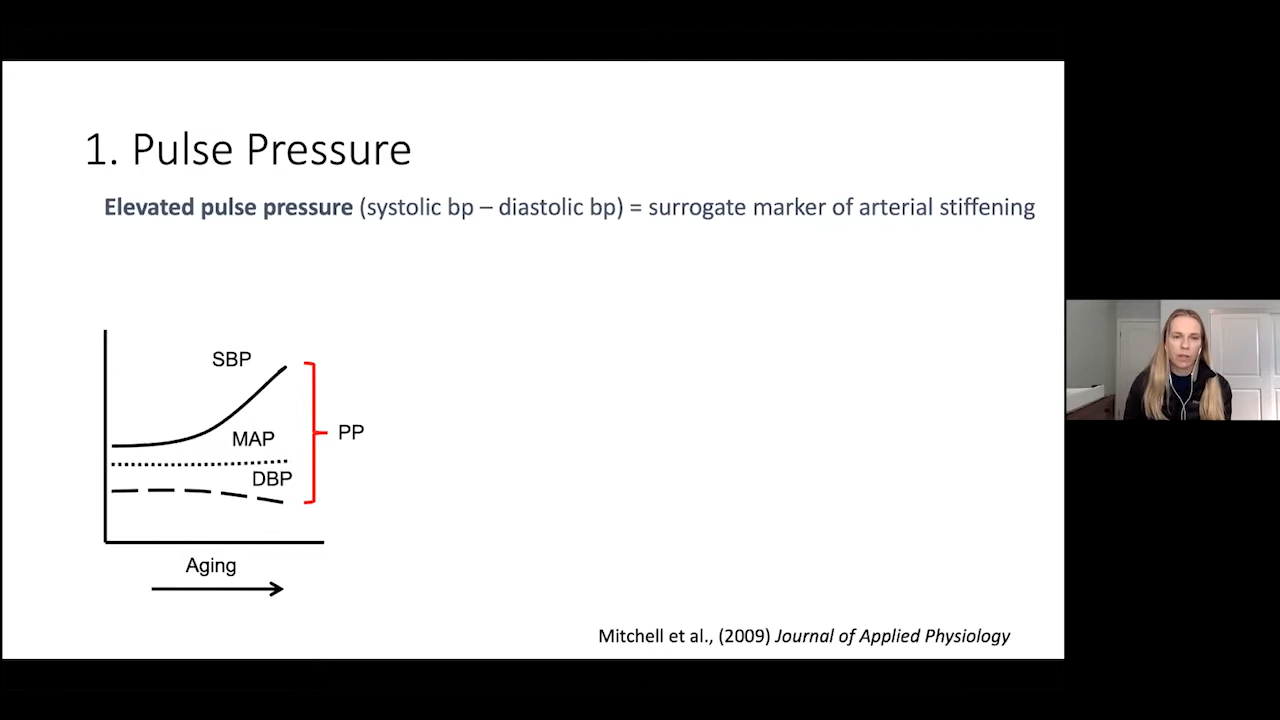 1. Pulse Pressure
Elevated pulse pressure (systolic bp – diastolic bp) = surrogate marker of arterial stiffening
SBP
MAP
PP
DBP
Aging
Mitchell et al., (2009) Journal of Applied Physiology